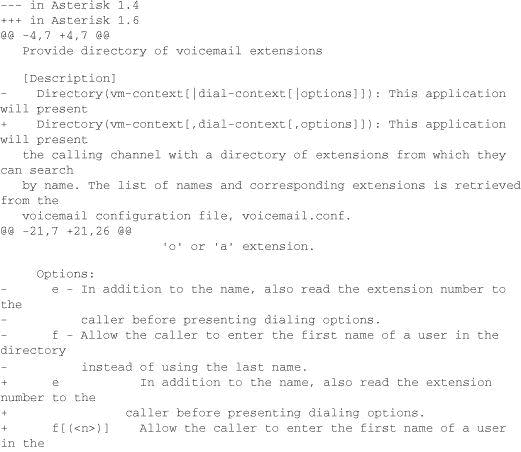 --- in Asterisk 1.4
+++ in Asterisk 1.6
@@ -4,7 +4,7 @@
   Provide directory of voicemail extensions

   [Description]
-    Directory(vm-context[|dial-context[|options]]): This application
will present
+    Directory(vm-context[,dial-context[,options]]): This application
will present
   the calling channel with a directory of extensions from which they
can search
   by name. The list of names and corresponding extensions is retrieved
from the
   voicemail configuration file, voicemail.conf.
@@ -21,7 +21,26 @@
                      'o' or 'a' extension.

     Options:
-      e - In addition to the name, also read the extension number to
the
-          caller before presenting dialing options.
-      f - Allow the caller to enter the first name of a user in the
directory
-          instead of using the last name.
+      e           In addition to the name, also read the extension
number to the
+                caller before presenting dialing options.
+      f[(<n>)]    Allow the caller to enter the first name of a user
in the